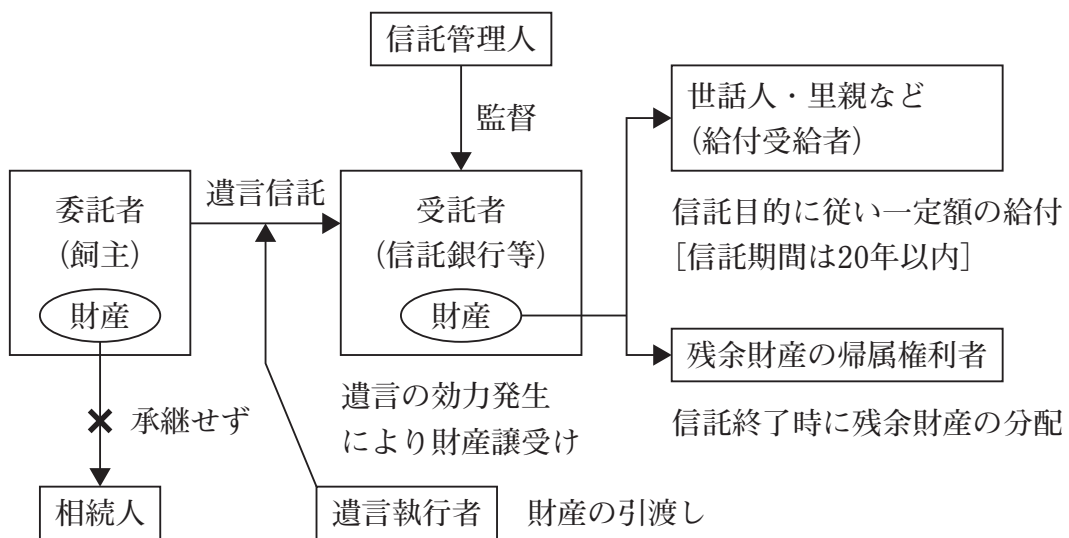 信託管理人
監督
世話人・里親など
（給付受給者）
信託目的に従い一定額の給付
［信託期間は20年以内］
委託者
（飼主）
財産
遺言信託
受託者
（信託銀行等）
財産
残余財産の帰属権利者
信託終了時に残余財産の分配
遺言の効力発生
により財産譲受け
承継せず
相続人
遺言執行者
財産の引渡し